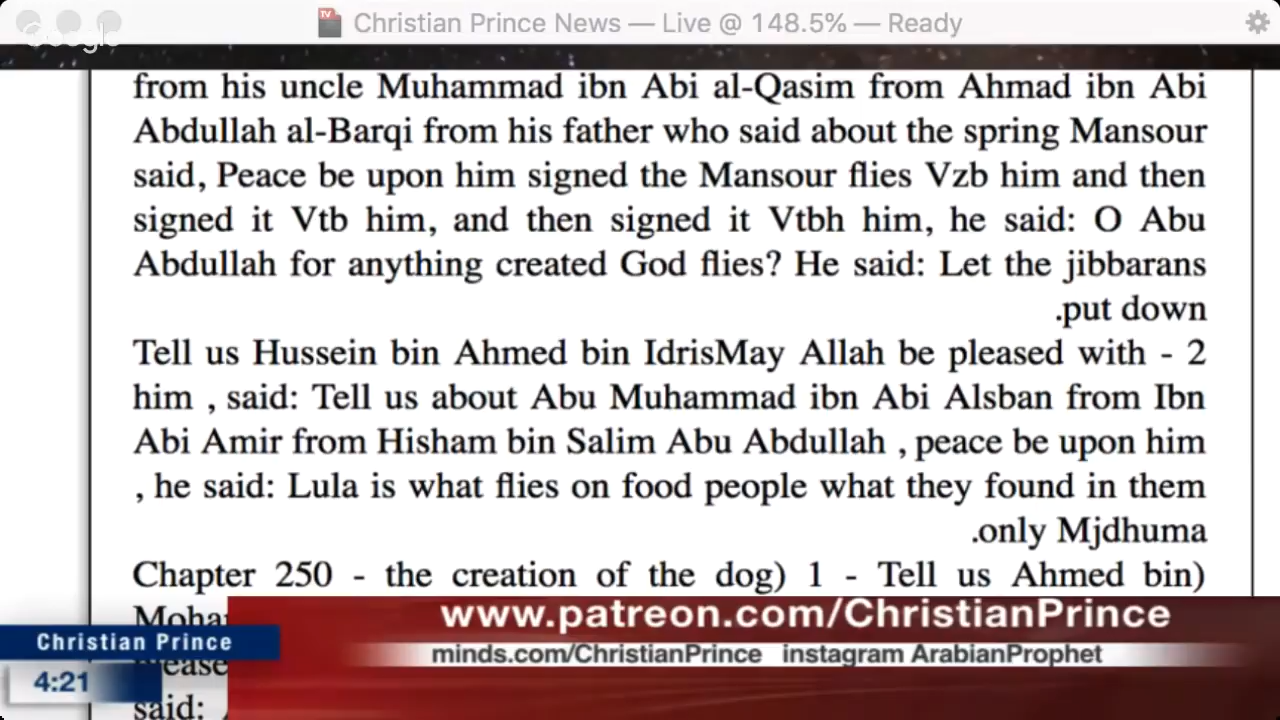 Christian Prince News — Live @ 148.5% — Ready
Google
from his uncle Muhammad ibn Abi al-Qasim from Ahmad ibn Abi
Abdullah al-Barqi from his father who said about the spring Mansour
said, Peace be upon him signed the Mansour flies Vzb him and then
signed it Vtb him, and then signed it Vtbh him, he said: O Abu
Abdullah for anything created God flies? He said: Let the jibbarans
.put down
Tell us Hussein bin Ahmed bin IdrisMay Allah be pleased with - 2
him , said: Tell us about Abu Muhammad ibn Abi Alsban from Ibn
Abi Amir from Hisham bin Salim Abu Abdullah , peace be upon him
, he said: Lula is what flies on food people what they found in them
.only Mjdhuma
Chapter 250 - the creation of the dog) 1 - Tell us Ahmed bin)
said:
www.patreon.com/ChristianPrince
minds.com/ChristianPrince instagram ArabianProphet
Christian Prince
4:21